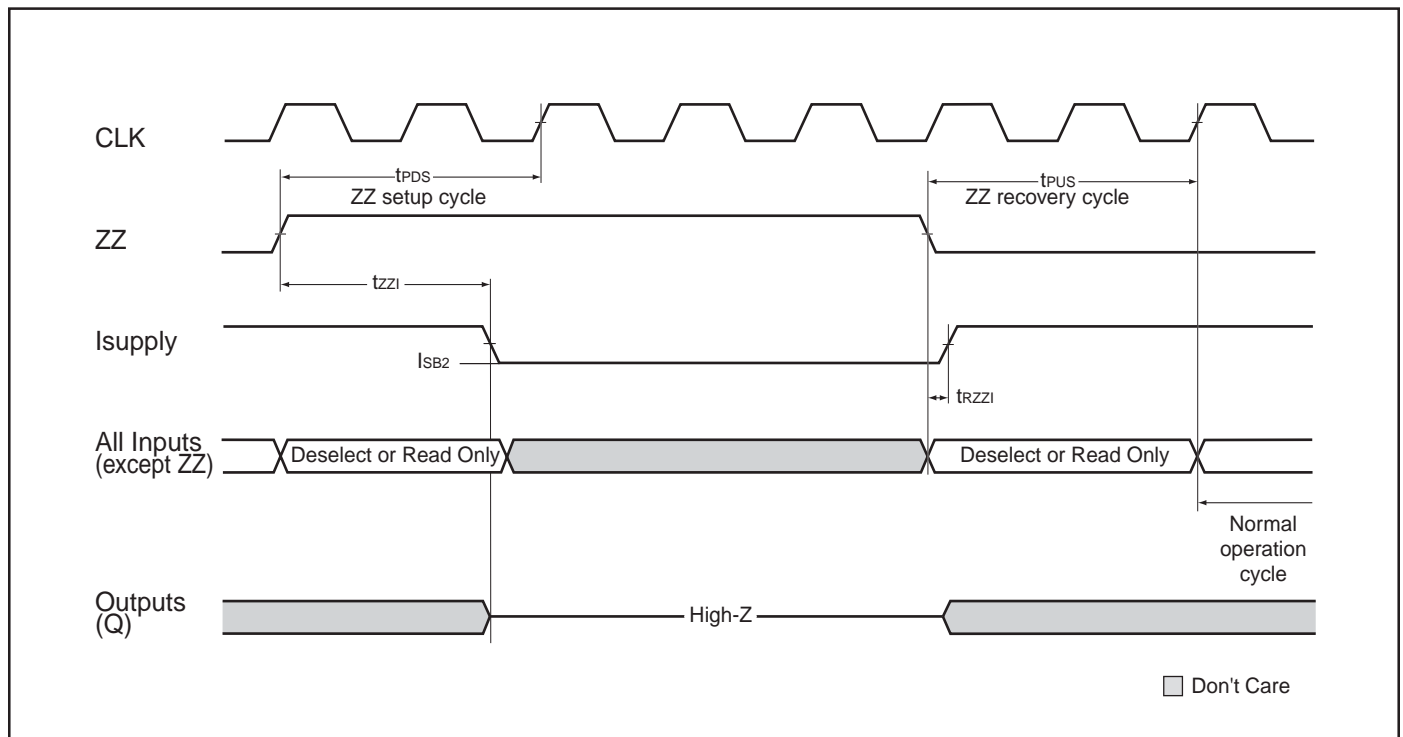 CLK
tPDS
ZZ setup cycle
tPUS
ZZ recovery cycle
ZZ
tZZI
Isupply
ISB2
tRZZI
All Inputs
(except ZZ)
Deselect or Read Only
Deselect or Read Only
Normal
operation
cycle
Outputs
(Q)
High-Z
Don't Care